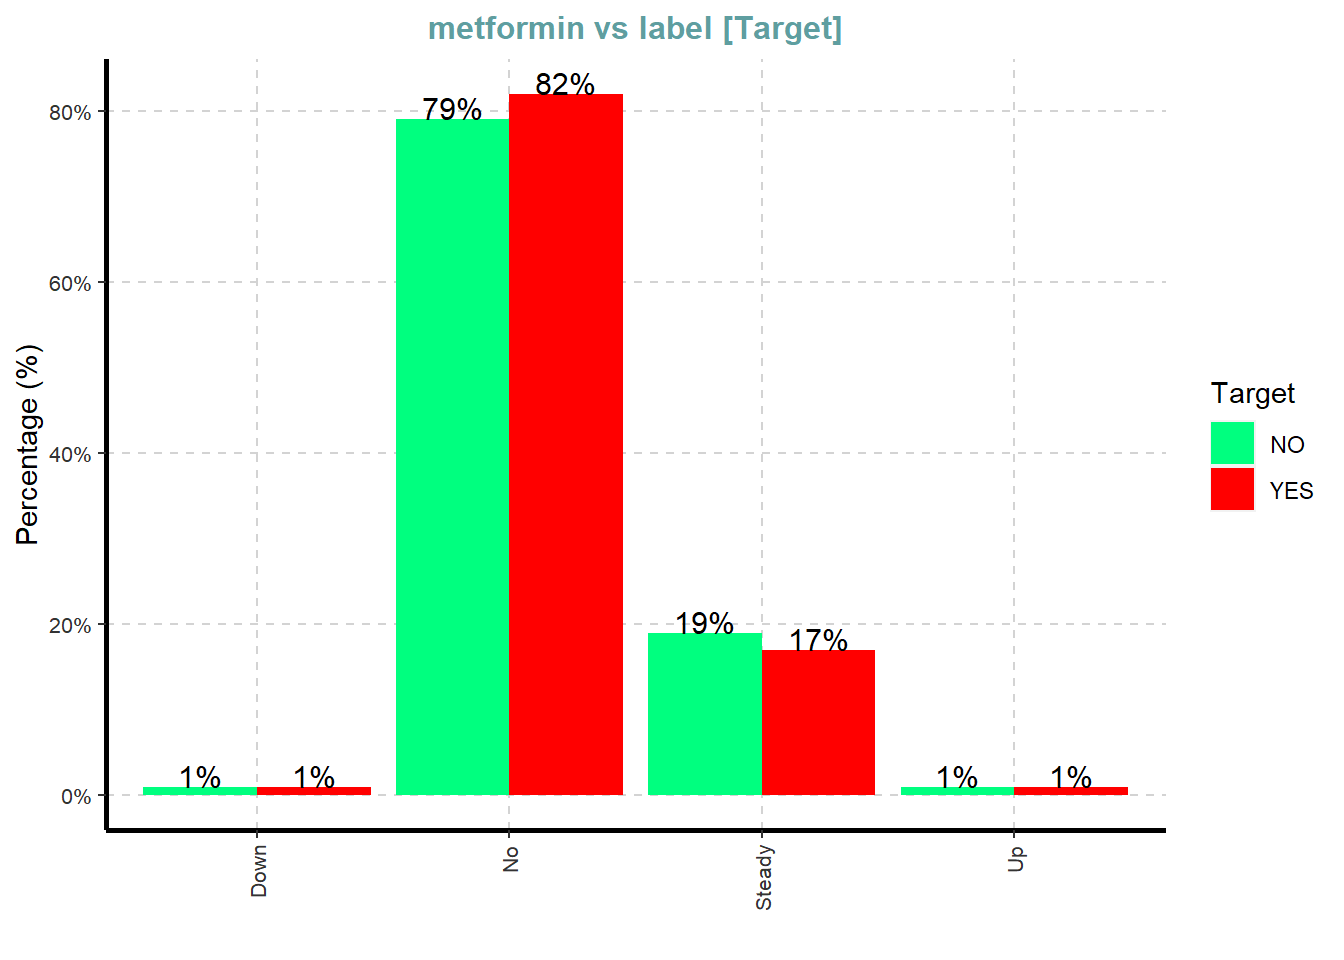 metformin vs label [Target]
Percentage (%)
80%
60%
40%
20%
0%
1%
1%
79%
82%
19%
17%
1%
1%
Down
No
Steady
Up
Target
NO
YES